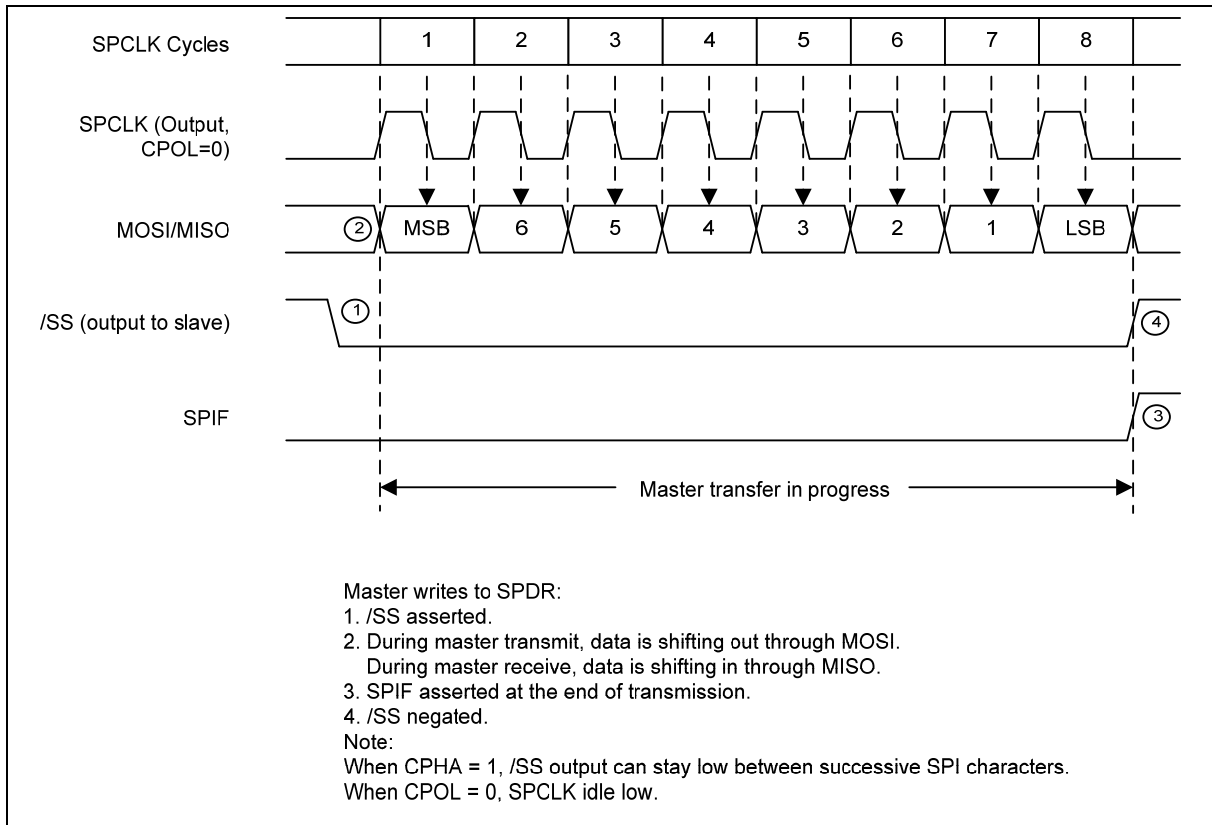 SPCLK Cycles
1 2 3 4 5 6 7 8
SPCLK (Output,
CPOL=0)
MOSI/MISO
2 MSB 6 5 4 3 2 1 LSB
/SS (output to slave)
1
4
SPIF
3
Master transfer in progress
Master writes to SPDR:
1. /SS asserted.
2. During master transmit, data is shifting out through MOSI.
During master receive, data is shifting in through MISO.
3. SPIF asserted at the end of transmission.
4. /SS negated.
Note:
When CPHA = 1, /SS output can stay low between successive SPI characters.
When CPOL = 0, SPCLK idle low.